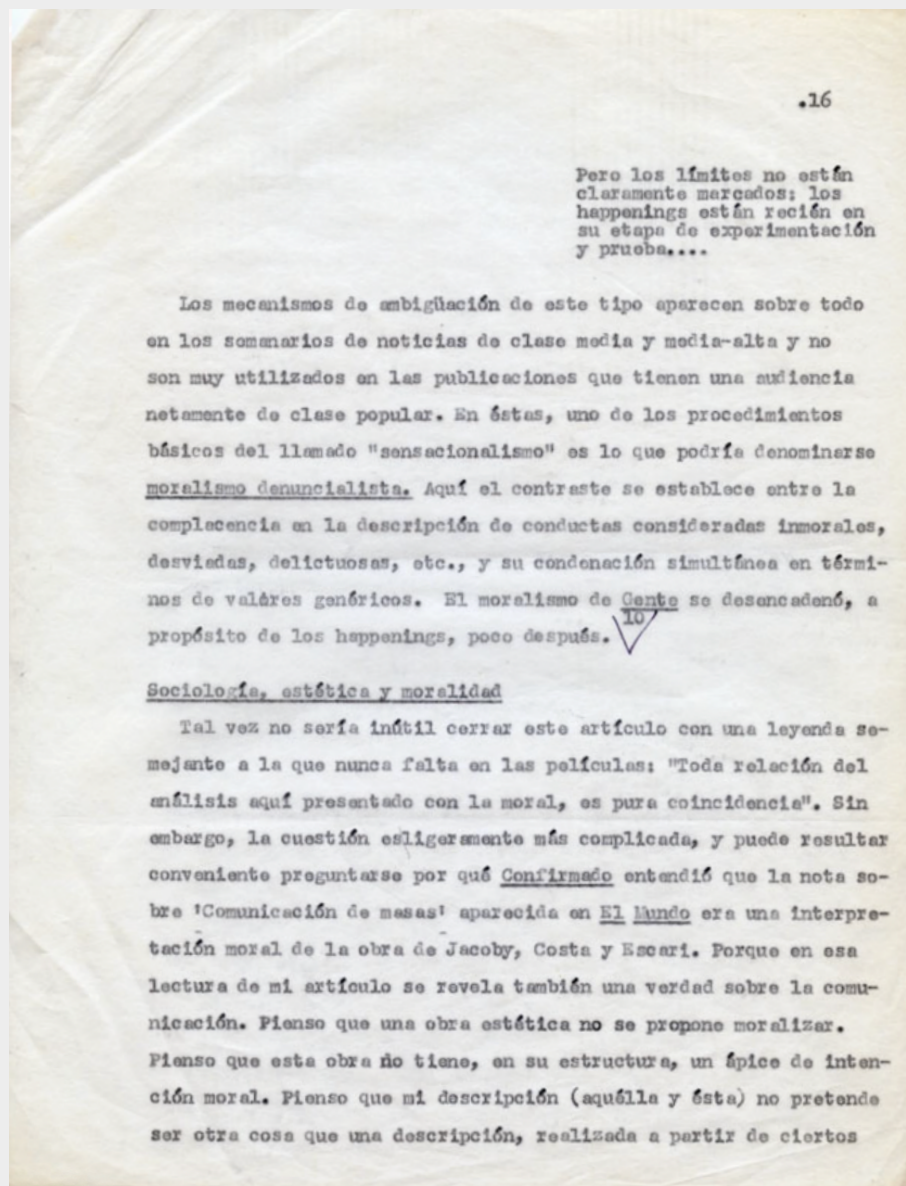 .16
Pero los límites no están
claramente marcados: los
happenings están recién en
su etapa de experimentación
y prueba....
Los mecanismos de ambigüación de este tipo aparecen sobre todo
en los semanarios de noticias de clase media y media-alta y no
son muy utilizados en las publicaciones que tienen una audiencia
netamente de clase popular. En éstas, uno de los procedimientos
básicos del llamado "sensacionalismo" es lo que podría denominarse
moralismo denuncialista. Aquí el contraste se establece entre la
complacencia en la descripción de conductas consideradas inmorales,
desviadas, delictuosas, etc., y su condenación simultánea en térmi-
nos de valores genéricos. El moralismo de Gente se desencadenó, a
propósito de los happenings, poco después. 10
Sociología, estética y moralidad
Tal vez no sería inútil cerrar este artículo con una leyenda se-
mejante a la que nunca falta en las películas: "Toda relación del
análisis aquí presentado con la moral, es pura coincidencia". Sin
embargo, la cuestión esligeramente más complicada, y puede resultar
conveniente preguntarse por qué Confirmado entendió que la nota so-
bre 'Comunicación de masas' aparecida en El Mundo era una interpre-
tación moral de la obra de Jacoby, Costa y Escari. Porque en esa
lectura de mi artículo se revela también una verdad sobre la comu-
nicación. Pienso que una obra estética no se propone moralizar.
Pienso que esta obra no tiene, en su estructura, un ápice de inten-
ción moral. Pienso que mi descripción (aquélla y ésta) no pretende
ser otra cosa que una descripción, realizada a partir de ciertos